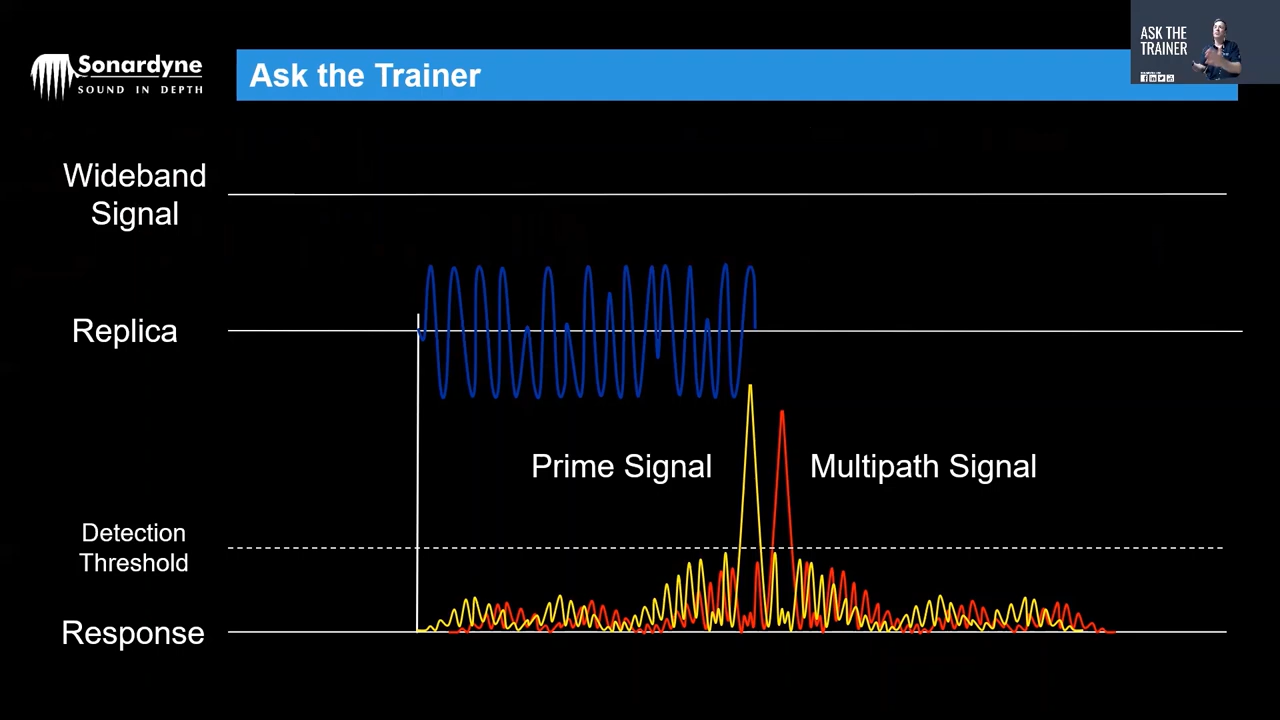 Sonardyne
SOUND IN DEPTH
Ask the Trainer
ASK THE
TRAINER
Wideband
Signal
Replica
Prime Signal
Multipath Signal
Detection
Threshold
Response